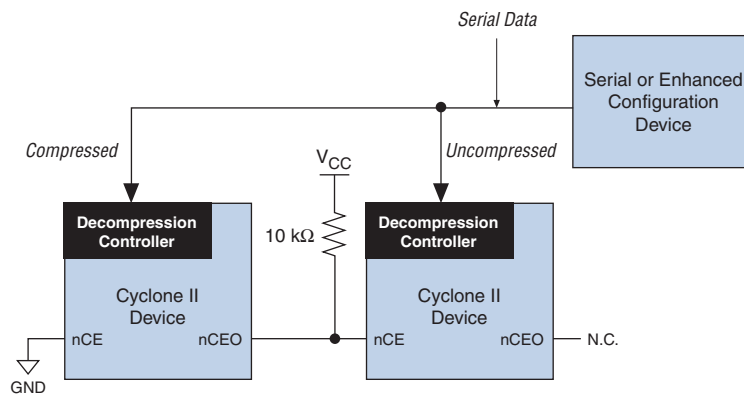 Serial Data
Serial or Enhanced
Configuration
Device
Compressed
Uncompressed
VCC
10 kΩ
Decompression
Controller
Cyclone II
Device
nCE
nCEO
Decompression
Controller
Cyclone II
Device
nCE
nCEO
N.C.
GND